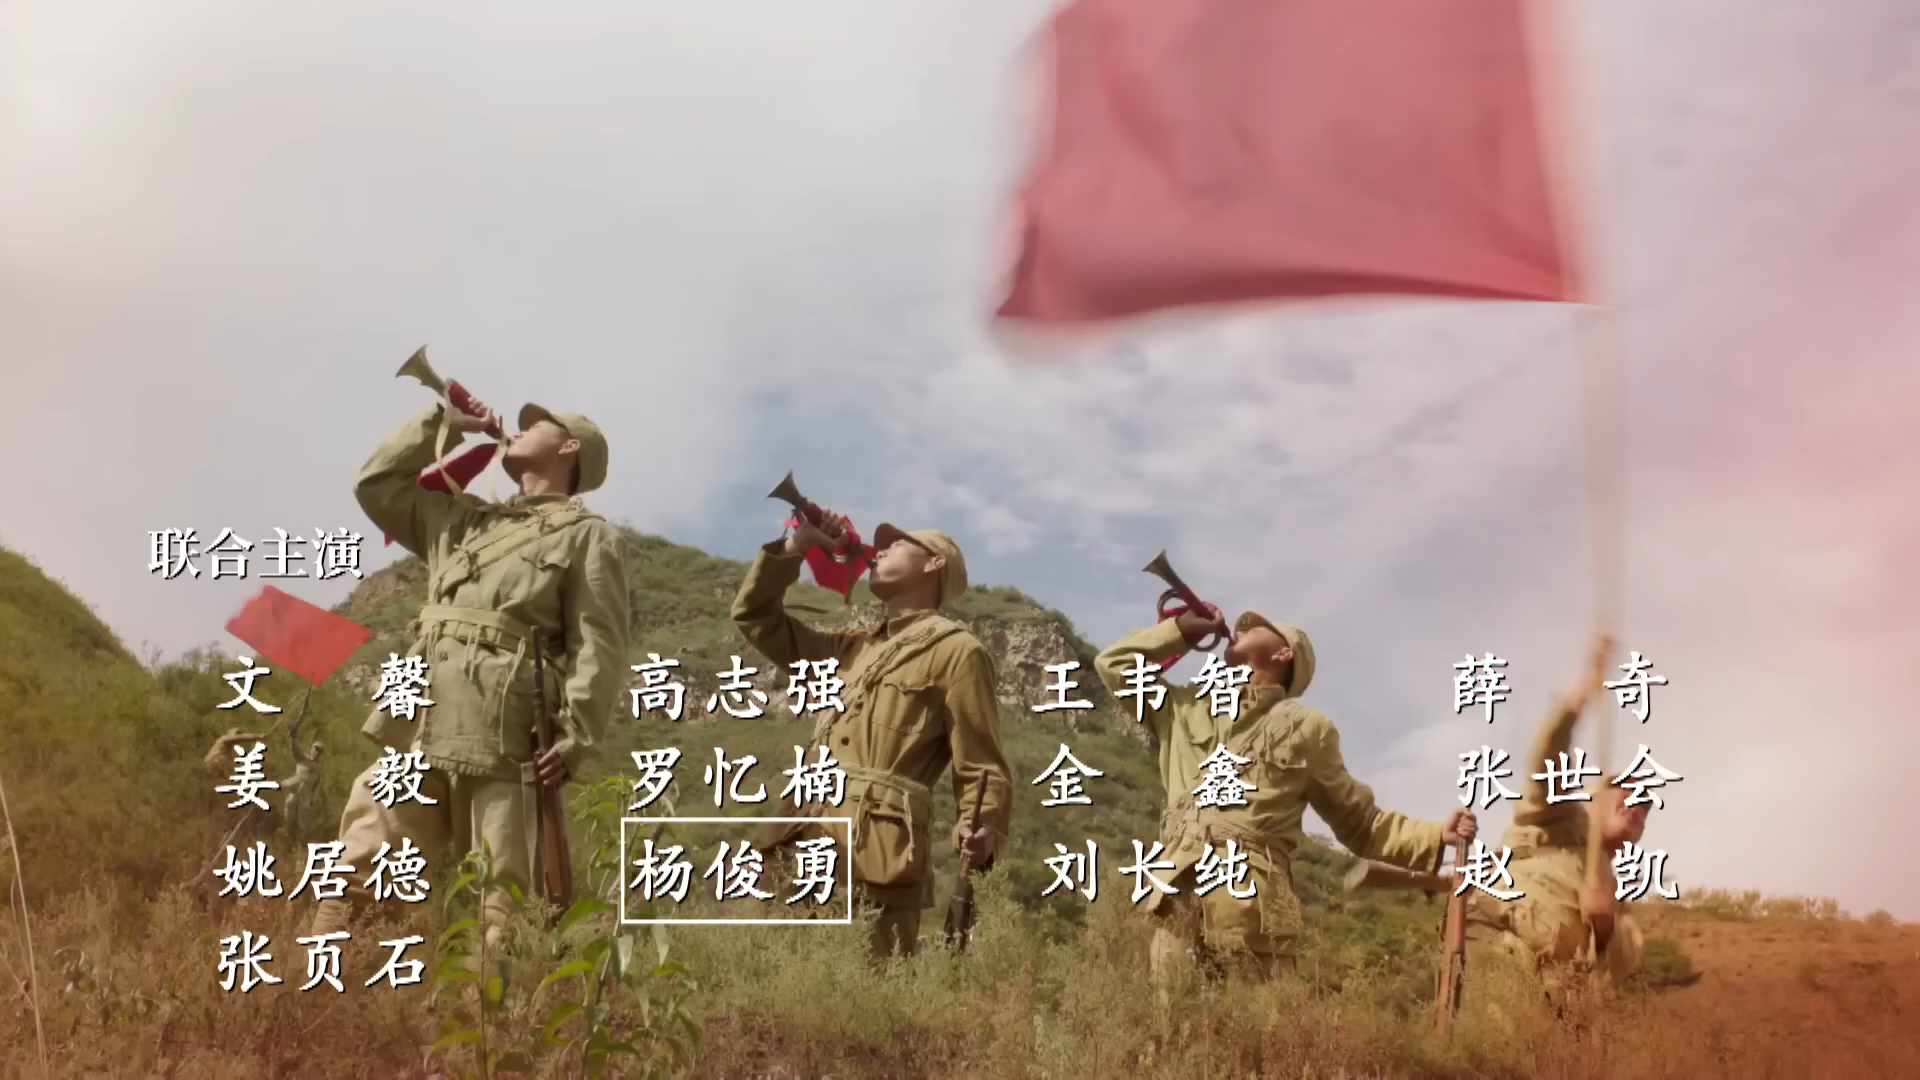 联合主演
文 馨 高志强 王韦智 薛 奇
姜 毅 罗忆楠 金 鑫 张世会
姚居德 杨俊勇 刘长纯 赵 凯
张页石